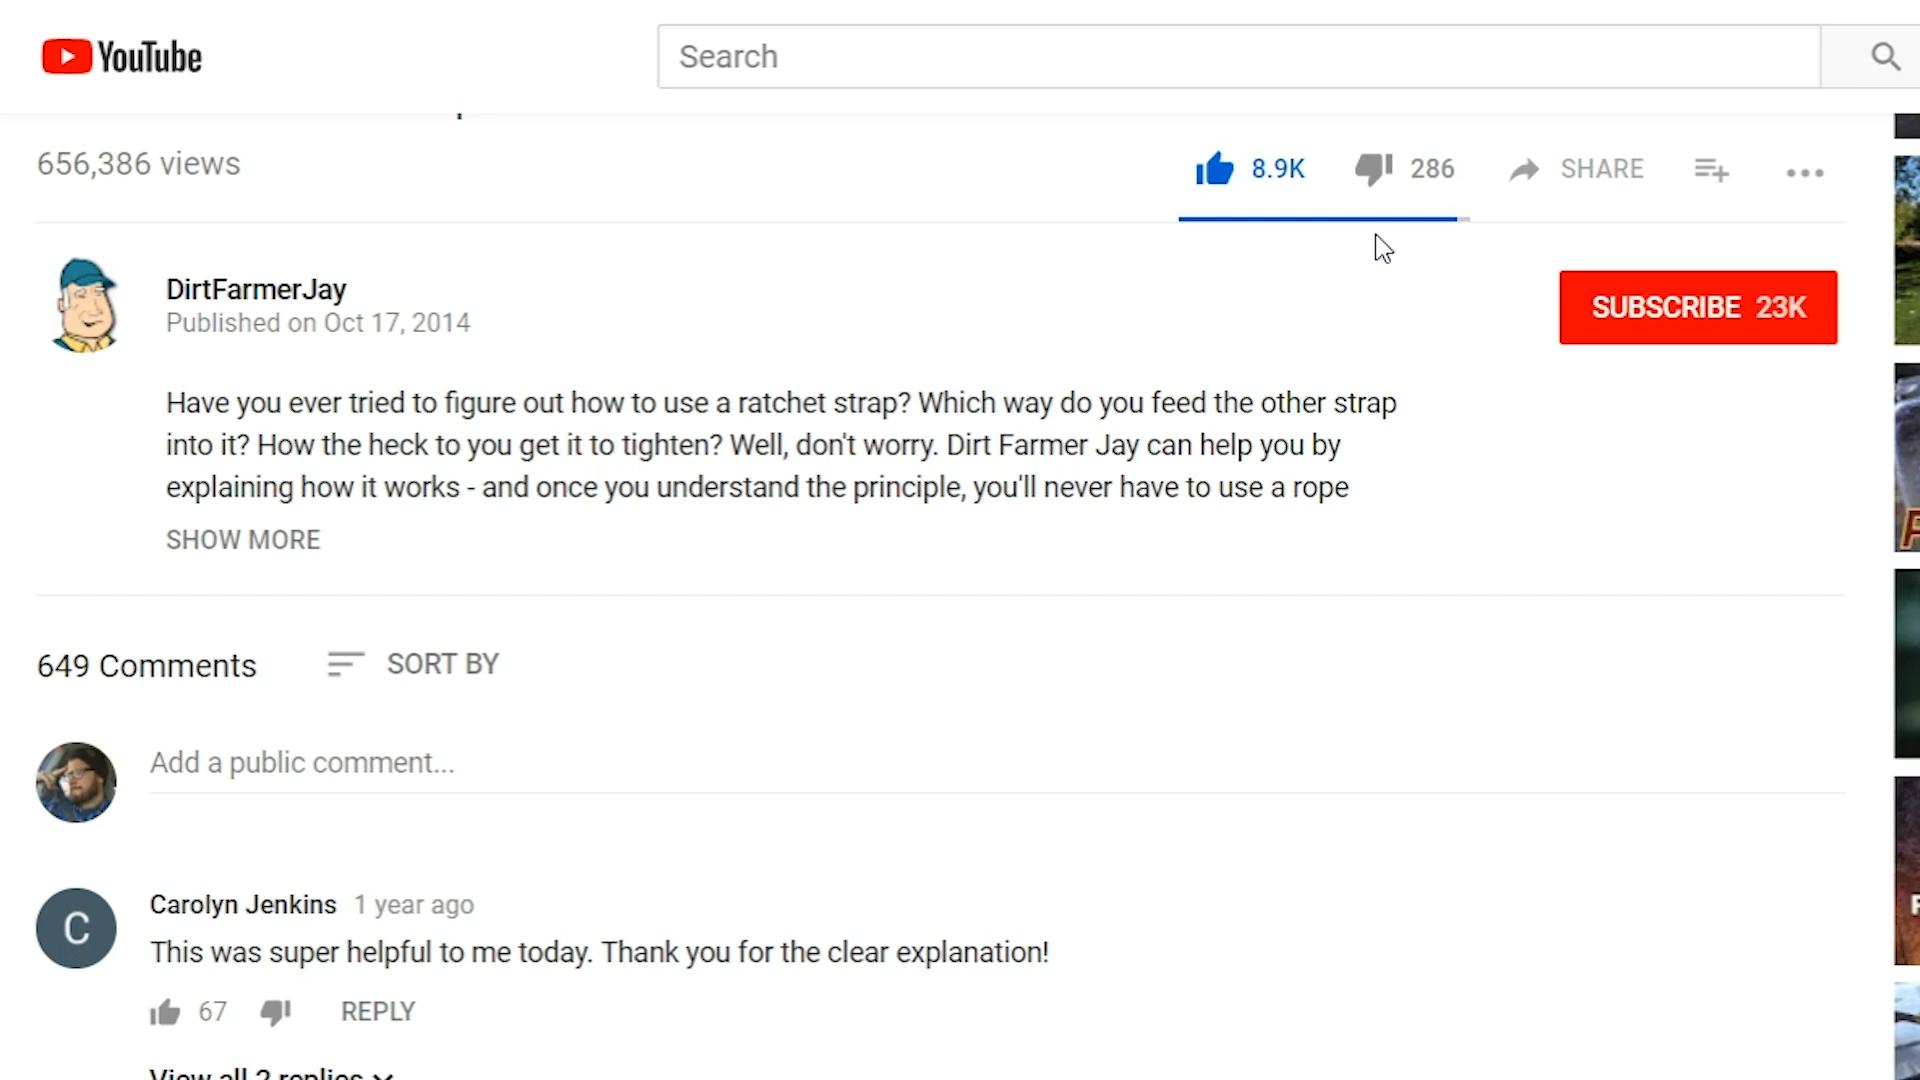 YouTube
Search
656,386 views
8.9K
286
SHARE
DirtFarmerJay
Published on Oct 17, 2014
SUBSCRIBE 23K
Have you ever tried to figure out how to use a ratchet strap? Which way do you feed the other strap
into it? How the heck to you get it to tighten? Well, don't worry. Dirt Farmer Jay can help you by
explaining how it works - and once you understand the principle, you'll never have to use a rope
SHOW MORE
649 Comments
SORT BY
Add a public comment...
C
Carolyn Jenkins 1 year ago
This was super helpful to me today. Thank you for the clear explanation!
67
REPLY
View all 2 replies